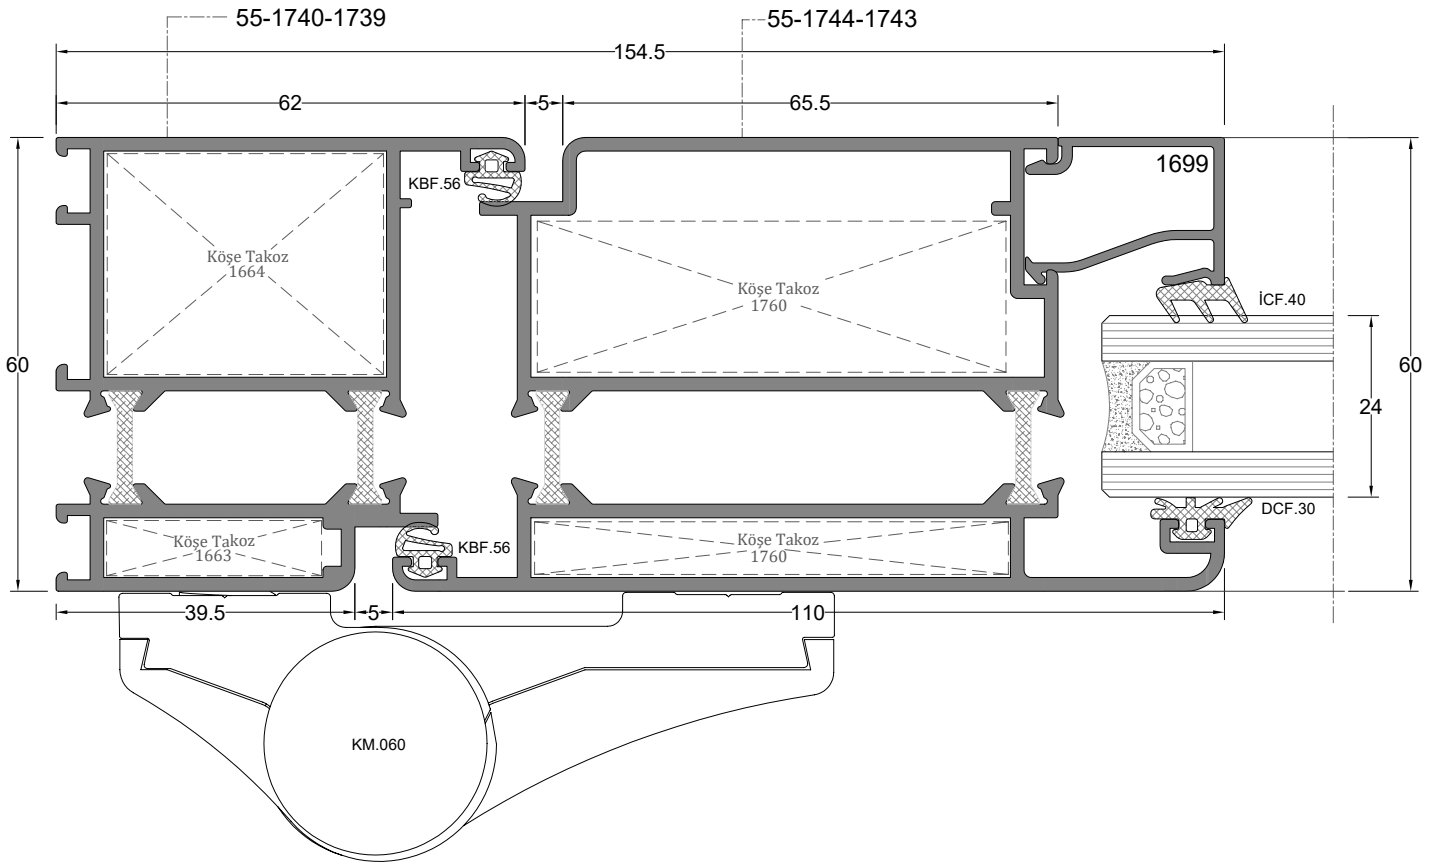 55-1740-1739
55-1744-1743
154.5
62
5
65.5
1699
KBF.56
Köşe Takoz
1664
Köşe Takoz
1760
İCF.40
60
60
24
DCF.30
Köşe Takoz
1663
KBF.56
Köşe Takoz
1760
39.5
5
110
KM.060